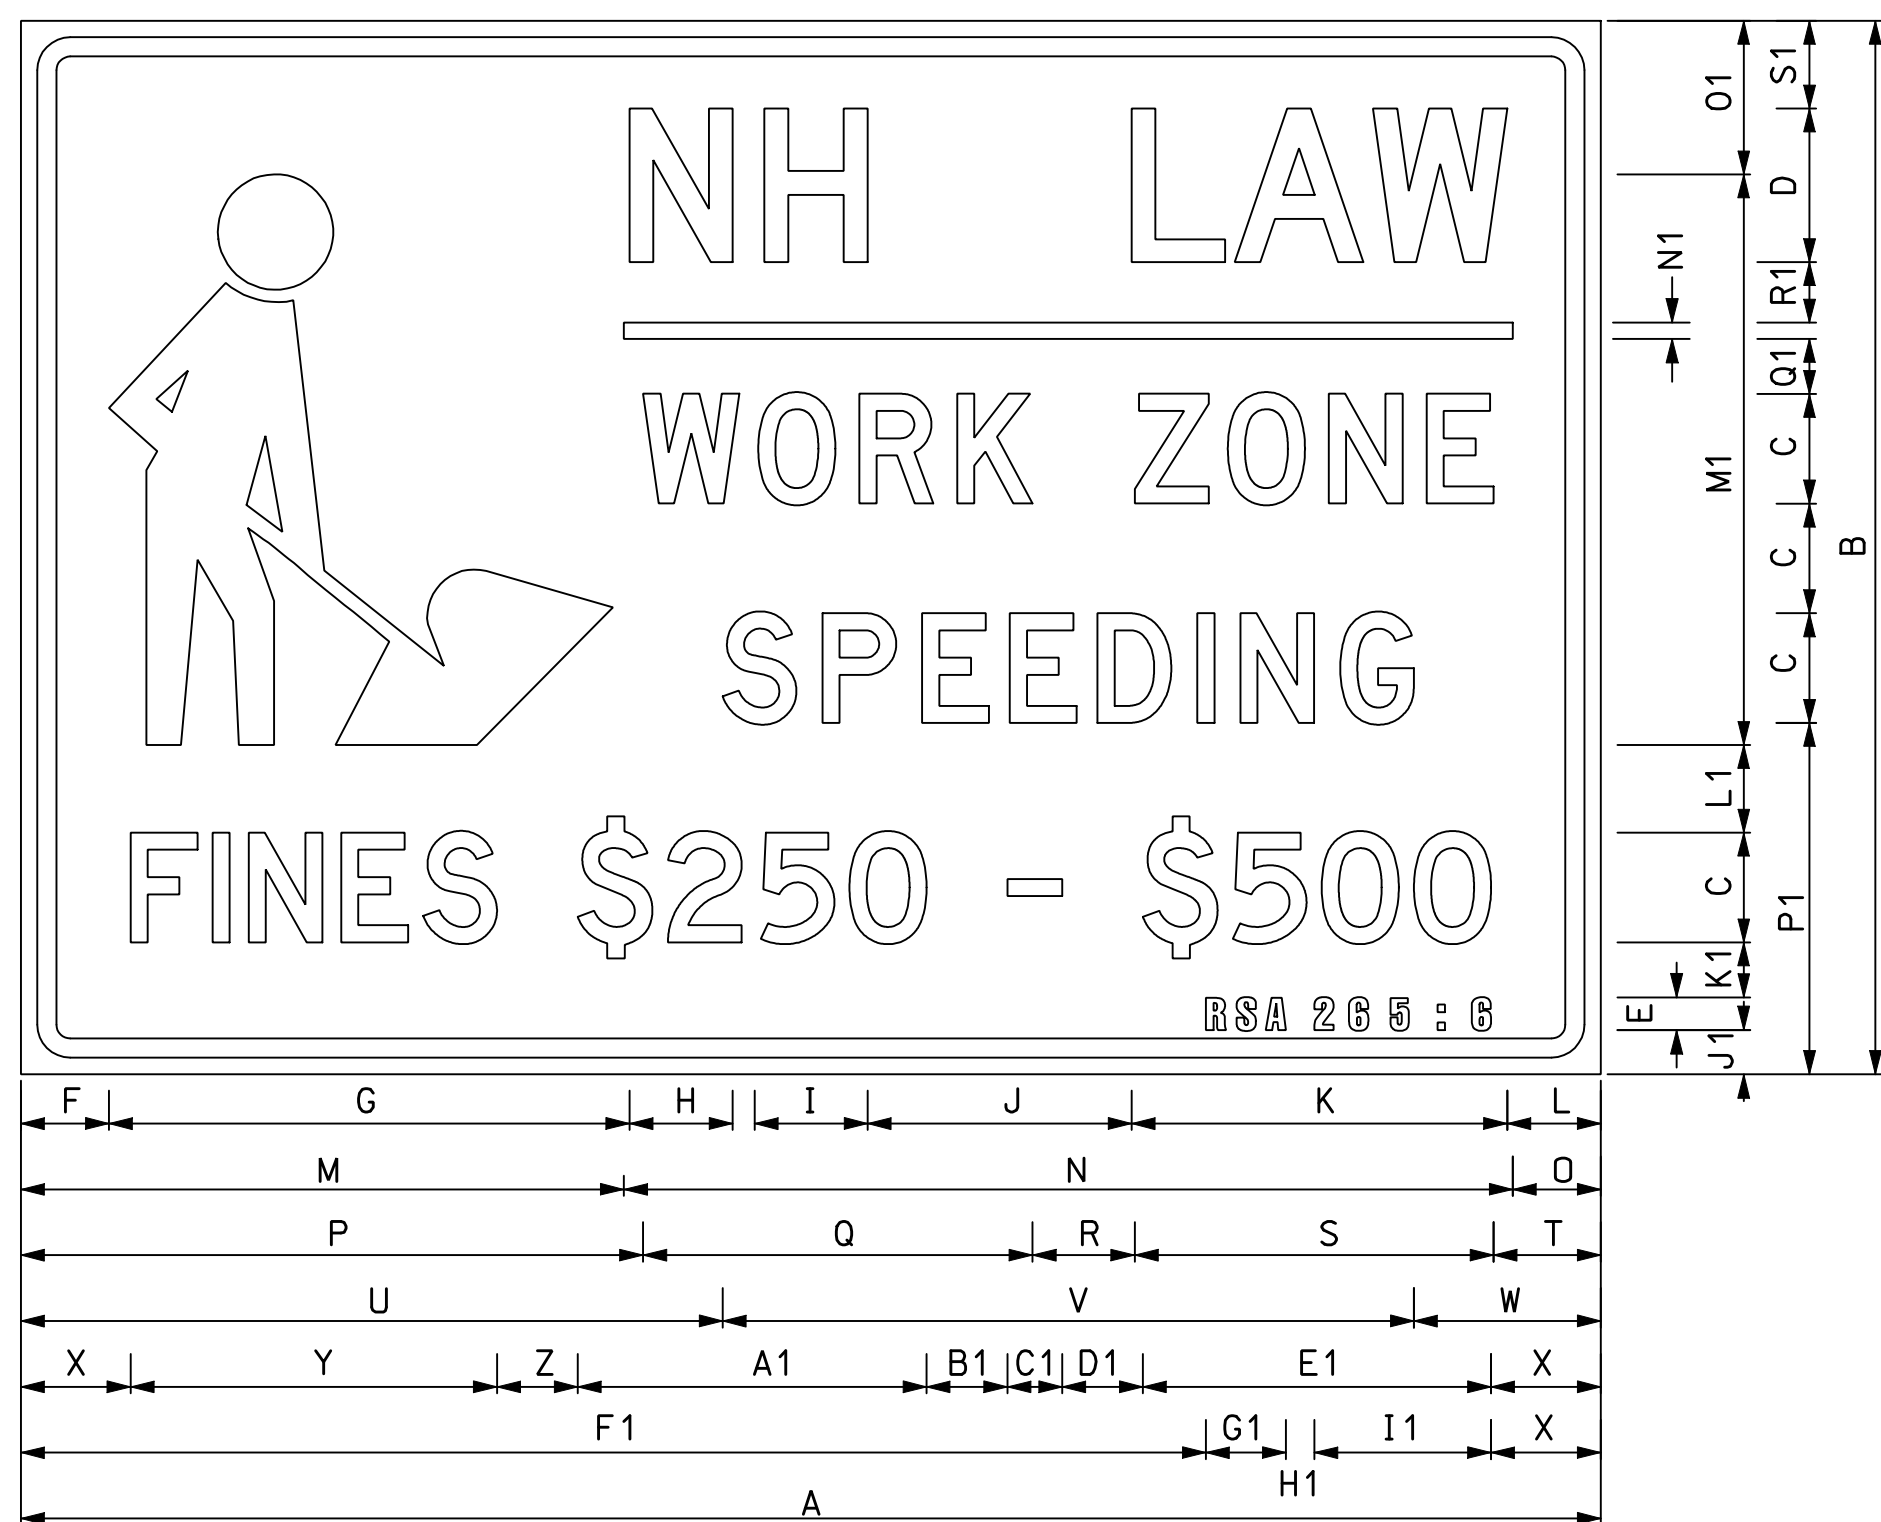 NH LAW
WORK ZONE
SPEEDING
FINES $250 - $500
RSA 265:6
O1 S1
D
N1 R1
Q1
M1 C
C B
C
L1
C P1
K1
E
J1
F G H I J K L
M N O
P Q R S T
U V W
X Y Z A1 B1 C1 D1 E1 X
F1 G1 I1 X
H1
A